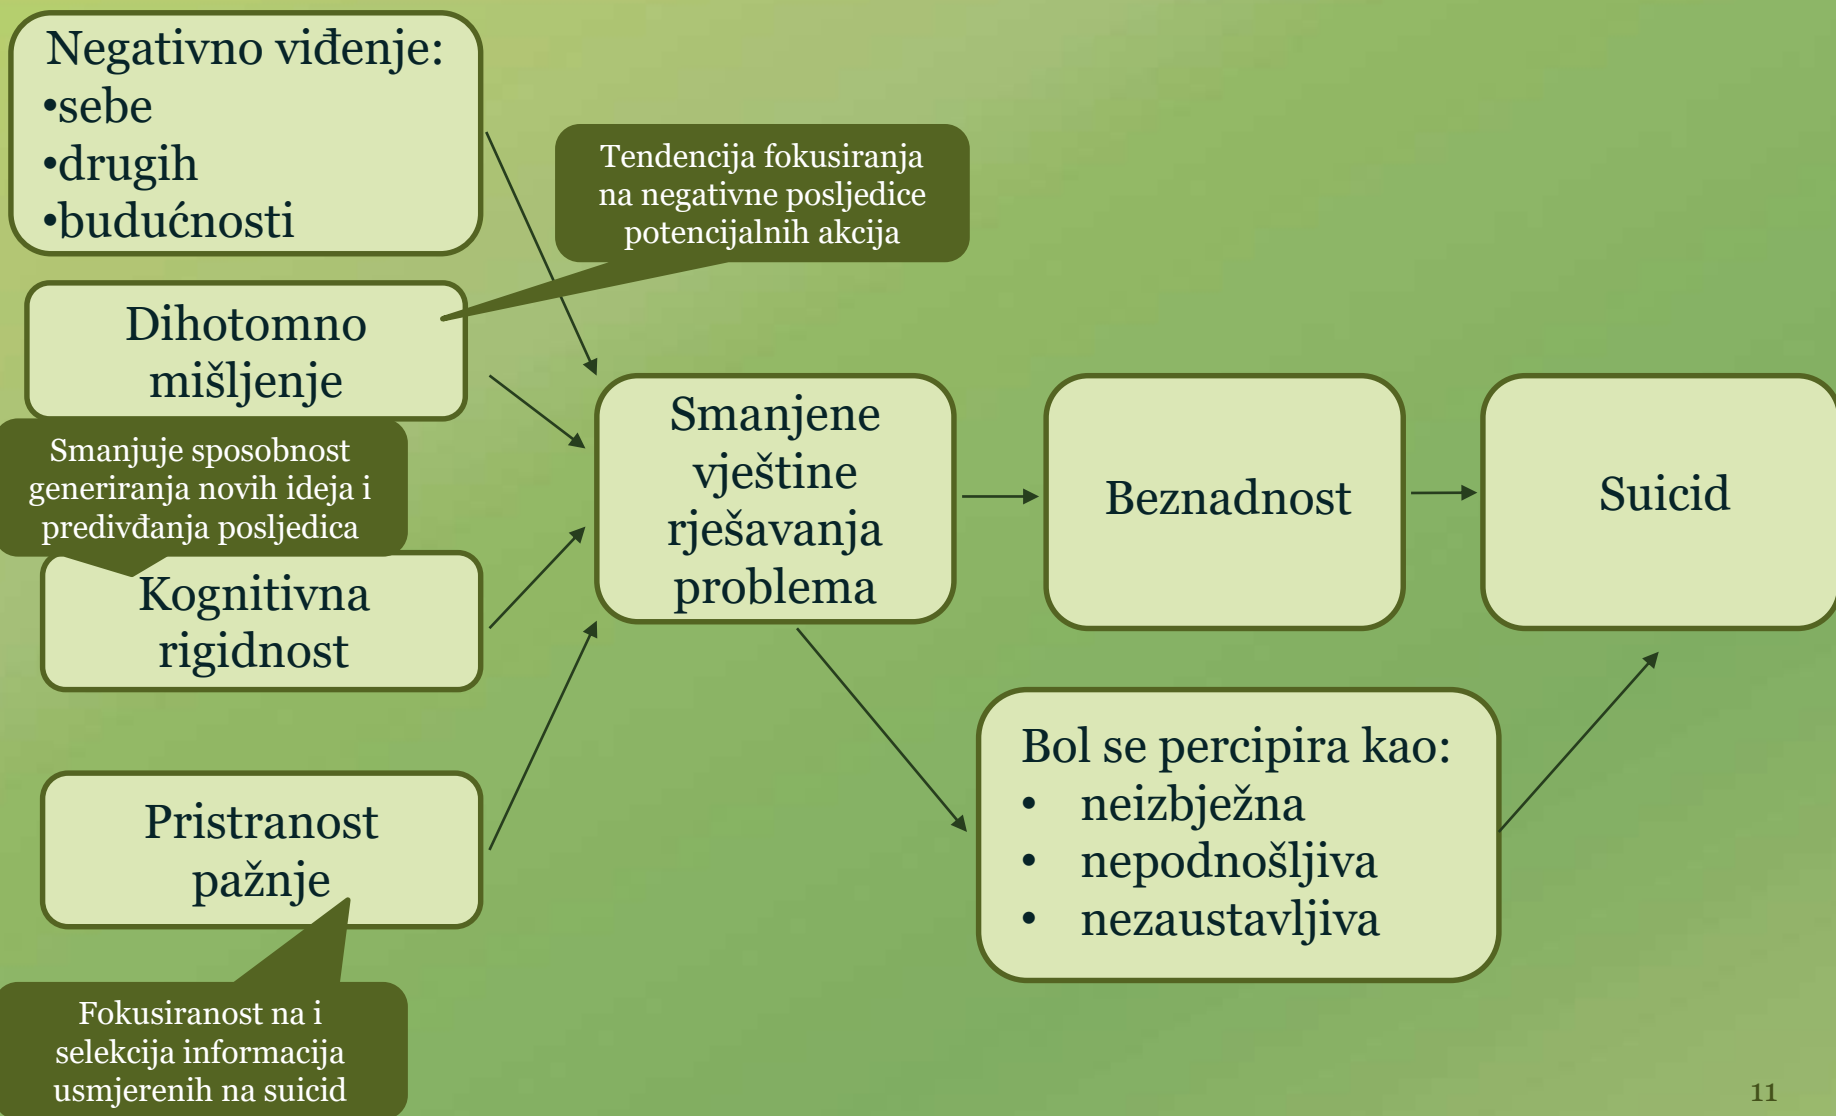 Negativno viđenje:
•sebe
•drugih
•budućnosti
Tendencija fokusiranja
na negativne posljedice
potencijalnih akcija
Dihotomno
mišljenje
Smanjuje sposobnost
generiranja novih ideja i
predivđanja posljedica
Kognitivna
rigidnost
Pristranost
pažnje
Fokusiranost na i
selekcija informacija
usmjerenih na suicid
Smanjene
vještine
rješavanja
problema
Beznadnost
Suicid
Bol se percipira kao:
• neizbježna
• nepodnošljiva
• nezaustavljiva
11